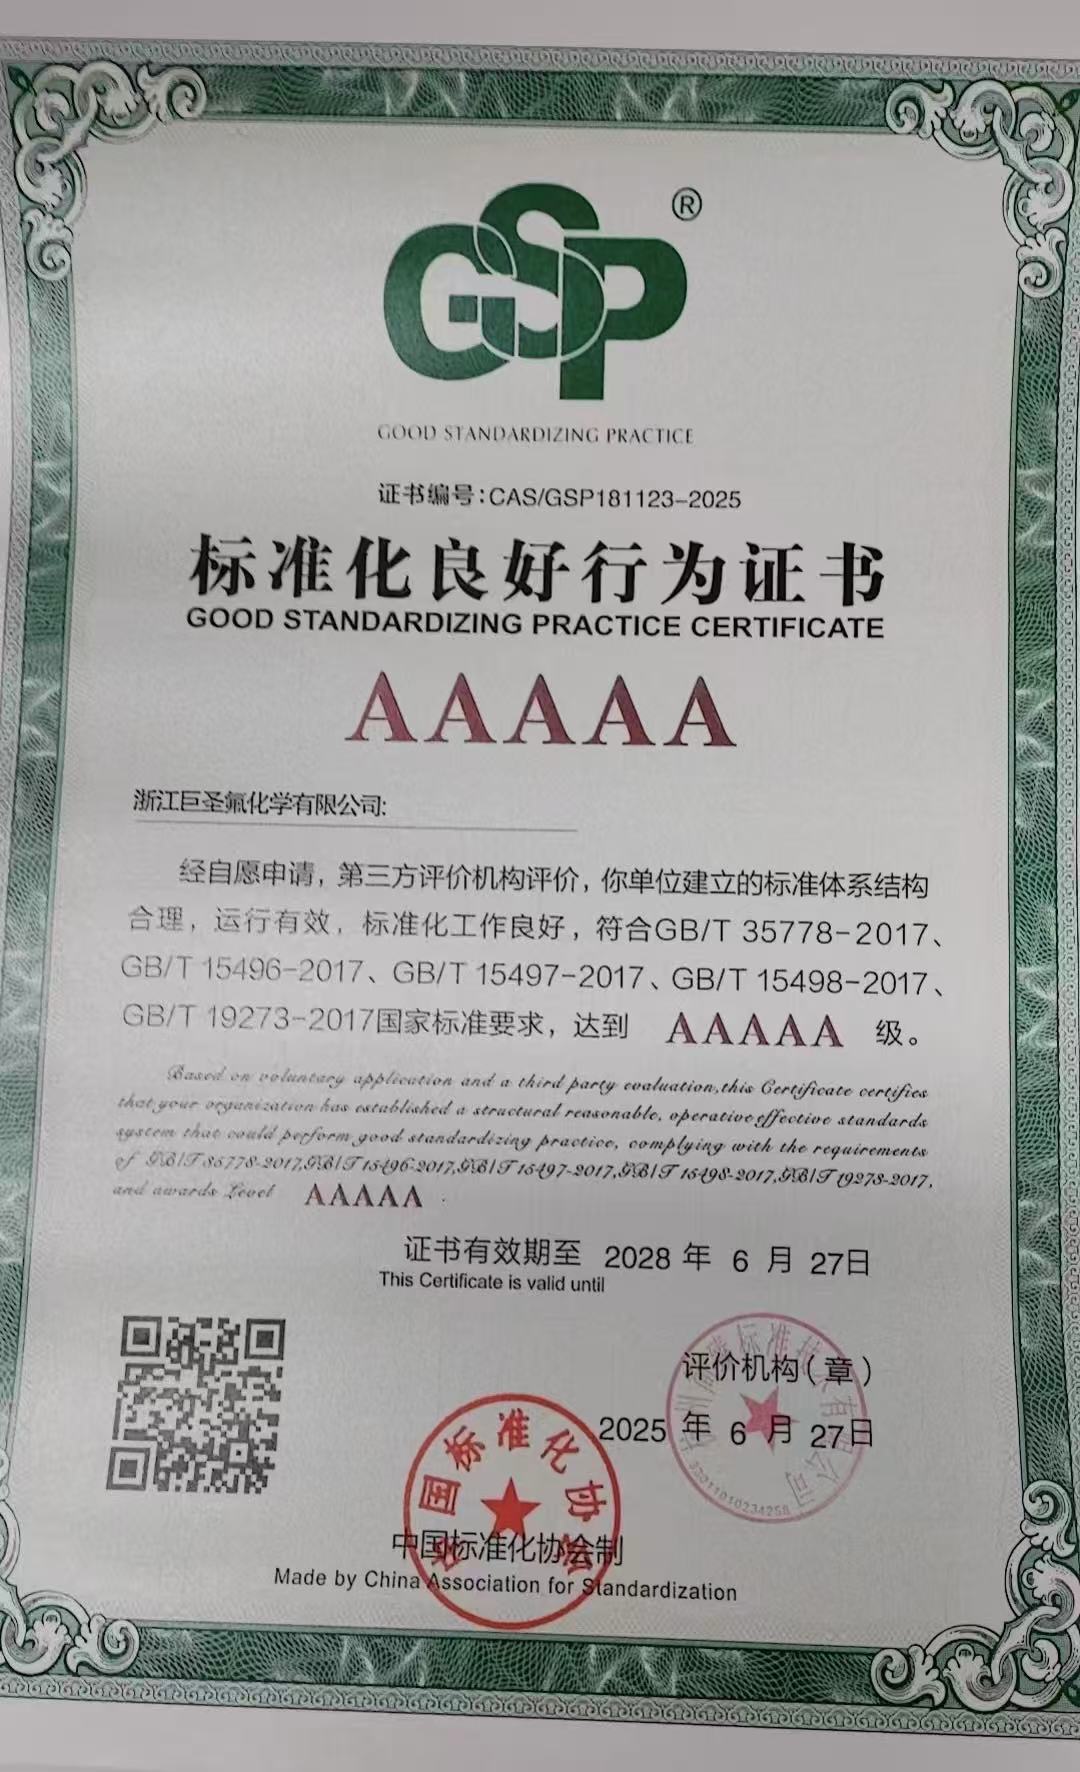 GSP®
GOOD STANDARDIZING PRACTICE
证书编号：CAS/GSP181123-2025
标准化良好行为证书
GOOD STANDARDIZING PRACTICE CERTIFICATE
AAAAA
浙江巨圣氟化学有限公司:
经自愿申请，第三方评价机构评价，你单位建立的标准体系结构
合理，运行有效，标准化工作良好，符合GB/T 35778-2017、
GB/T 15496-2017、GB/T 15497-2017、GB/T 15498-2017、
GB/T 19273-2017国家标准要求，达到 AAAAA 级。
Based on voluntary application and a third party evaluation,this Certificate certifies
that your organization has established a structural reasonable, operative effective standards
system that could perform good standardizing practice, complying with the requirements
of GB/T 35778-2017,GB/T 15496-2017,GB/T 15497-2017,GB/T 15498-2017,GB/T 19273-2017,
and awards Level AAAAA .
证书有效期至 2028 年 6 月 27日
This Certificate is valid until
评价机构（章）
2025 年 6 月 27日
中国标准化协会
中国标准化协会制
Made by China Association for Standardization